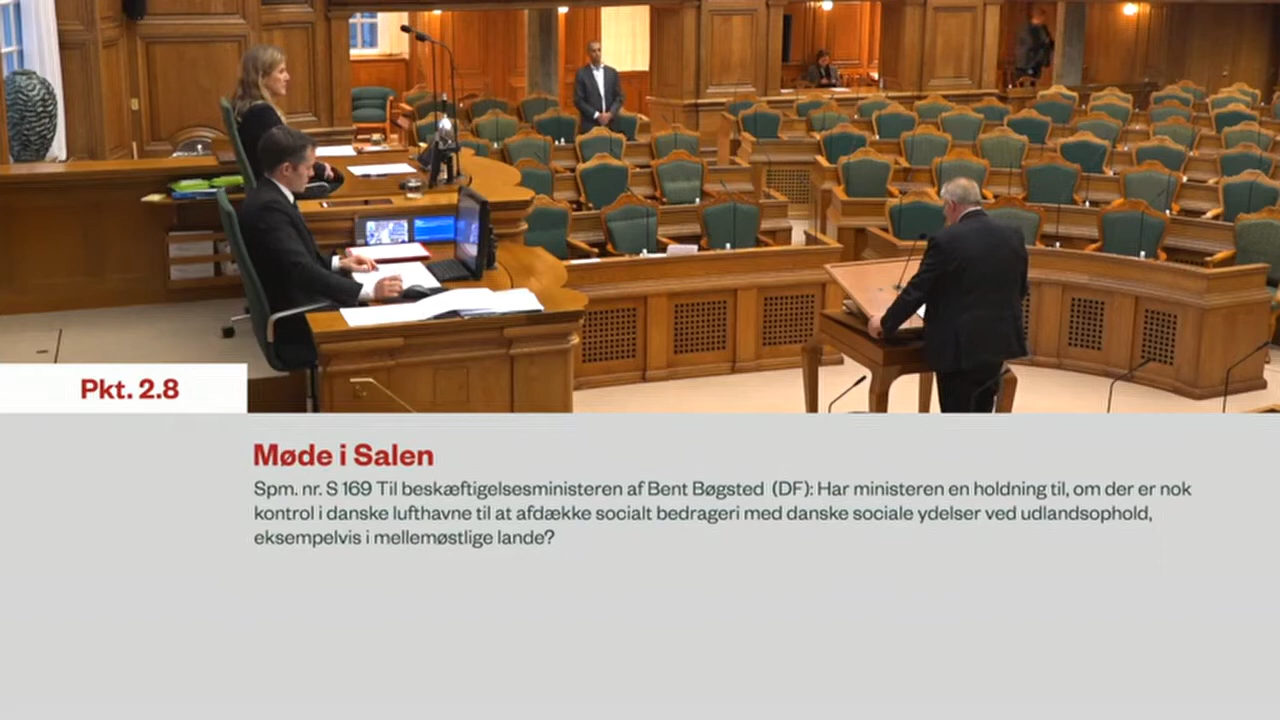 Pkt. 2.8
Møde i Salen
Spm. nr. S 169 Til beskæftigelsesministeren af Bent Bøgsted (DF): Har ministeren en holdning til, om der er nok
kontrol i danske lufthavne til at afdække socialt bedrageri med danske sociale ydelser ved udlandsophold,
eksempelvis i mellemøstlige lande?